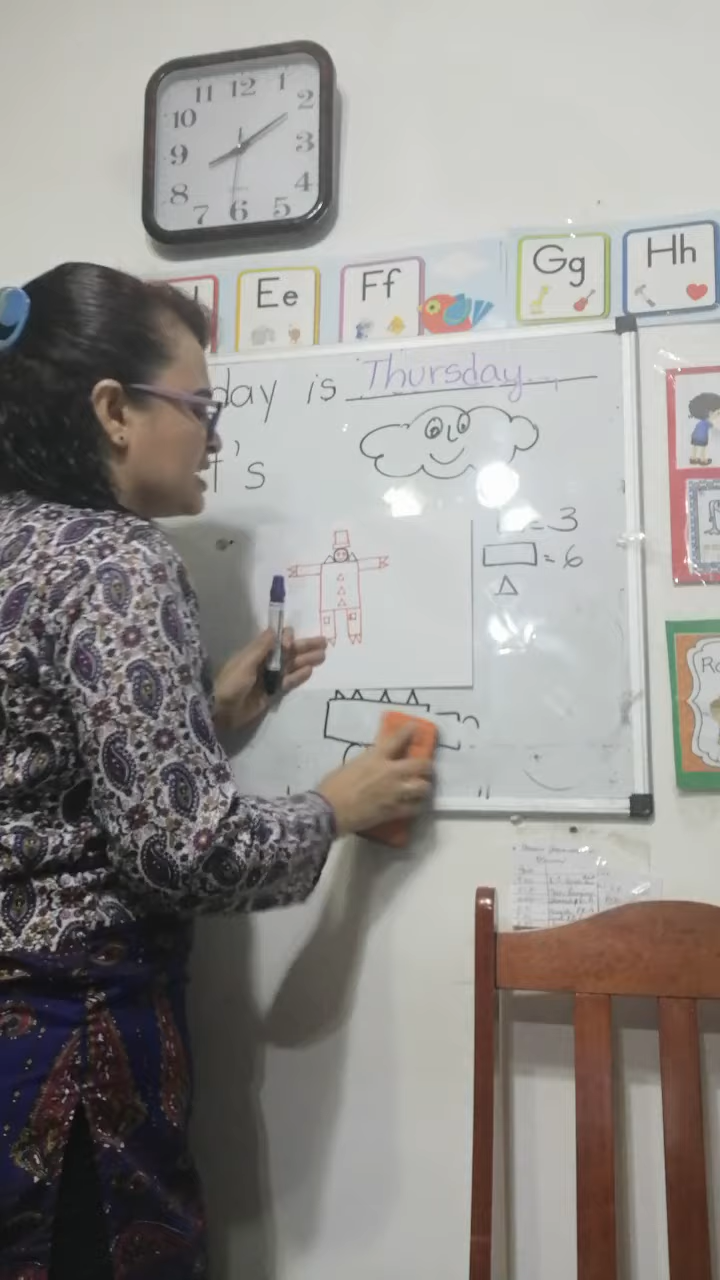 11 12 1
10 2
9 3
8 4
7 6 5
Ee Ff Gg Hh
day is Thursday
t's
= 3
= 6